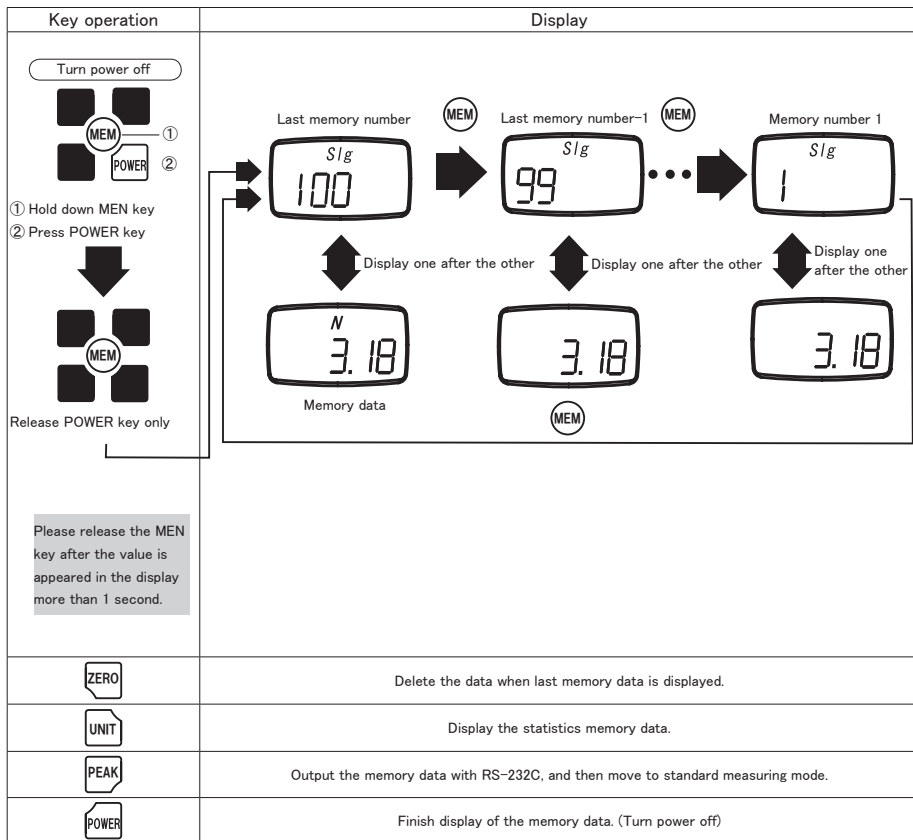 Key operation
Display
Turn power off
MEM
①
POWER
②
① Hold down MEN key
② Press POWER key
MEM
Release POWER key only
Please release the MEN
key after the value is
appeared in the display
more than 1 second.
Last memory number
MEM
Last memory number-1
MEM
Memory number 1
Slg
100
Slg
99
Slg
1
Display one after the other
Display one after the other
Display one
after the other
N
3.18
3.18
3.18
Memory data
MEM
ZERO
Delete the data when last memory data is displayed.
UNIT
Display the statistics memory data.
PEAK
Output the memory data with RS-232C, and then move to standard measuring mode.
POWER
Finish display of the memory data. (Turn power off)